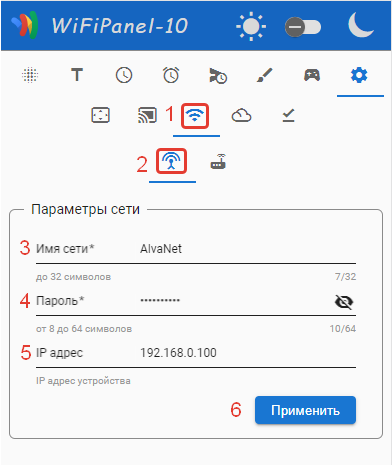 WiFiPanel-10
T
1
2
Параметры сети
3 Имя сети* AlvaNet
до 32 символов 7/32
4 Пароль* ••••••••••
от 8 до 64 символов 10/64
5 IP адрес 192.168.0.100
IP адрес устройства
6 Применить